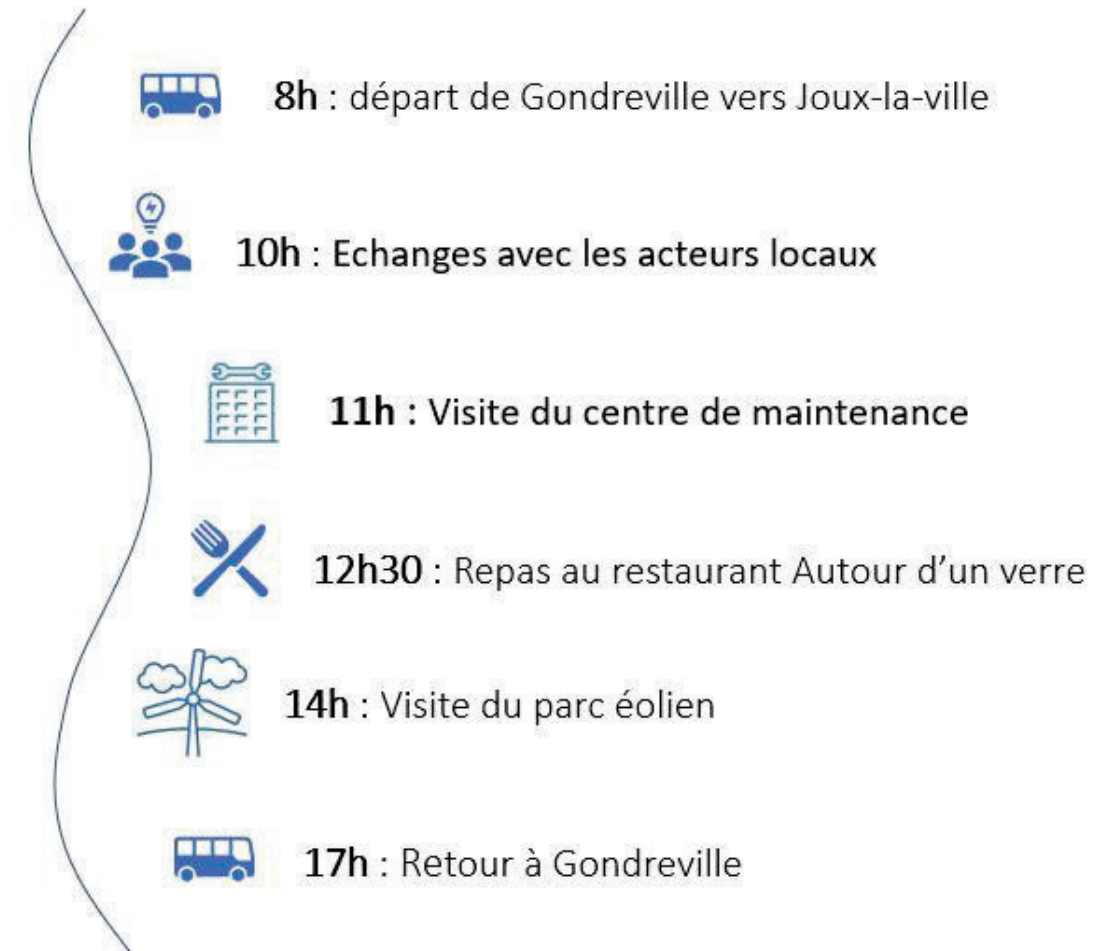 8h : départ de Gondreville vers Joux-la-ville
10h : Echanges avec les acteurs locaux
11h : Visite du centre de maintenance
12h30 : Repas au restaurant Autour d'un verre
14h : Visite du parc éolien
17h : Retour à Gondreville